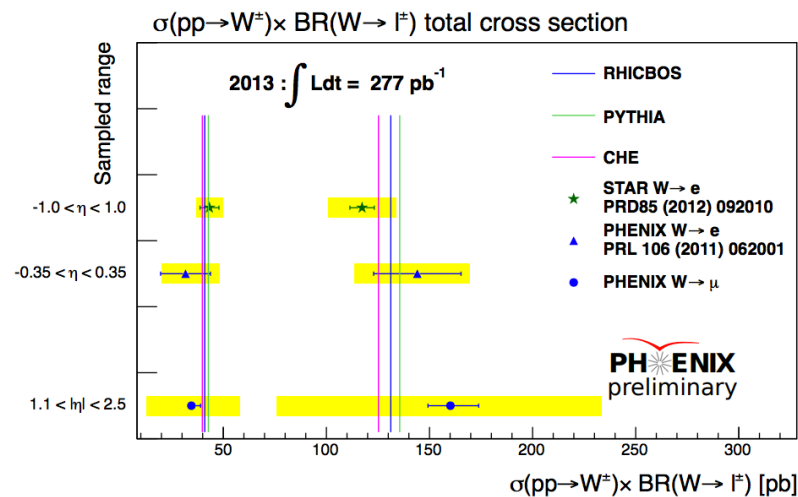 σ(pp→W±)× BR(W→ l±) total cross section
Sampled range
2013 :∫ Ldt = 277 pb⁻¹
RHICBOS
PYTHIA
CHE
STAR W→ e
PRD85 (2012) 092010
PHENIX W→ e
PRL 106 (2011) 062001
PHENIX W→ μ
-1.0 < η < 1.0
-0.35 < η < 0.35
1.1 < |η| < 2.5
PHENIX
preliminary
50 100 150 200 250 300
σ(pp→W±)× BR(W→ l±) [pb]